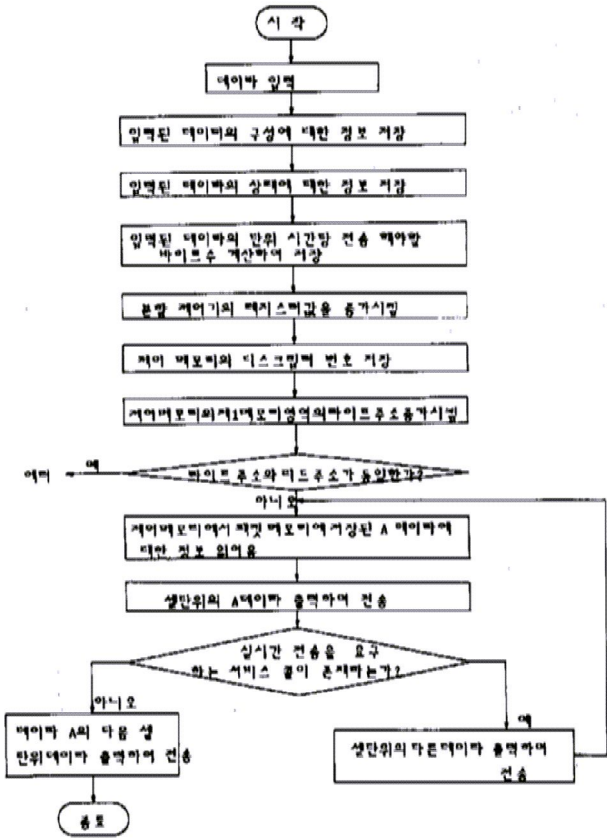 시 작
데이타 입력
입력된 데이터의 구성에 대한 정보 저장
입력된 데이타의 상태에 대한 정보 저장
입력된 데이타의 단위 시간당 전송 해야할
바이트수 계산하여 저장
분할 제어기의 레지스터값을 증가시킴
제어 메모리의 디스크립터 번호 저장
제어메모리의 제1메모리영역의 라이트주소증가시킴
라이트주소와 리드주소가 동일한가?
예
에러
아니오
제어메모리에서 패킷 메모리에 저장된 A 데이타에
대한 정보 읽어옴
셀단위의 A데이타 출력하여 전송
실시간 전송을 요구
하는 서비스 콜이 존재하는가?
아니오
예
데이타 A의 다음 셀
단위데이타 출력하여 전송
셀단위의 다른데이타 출력하여
전송
종료